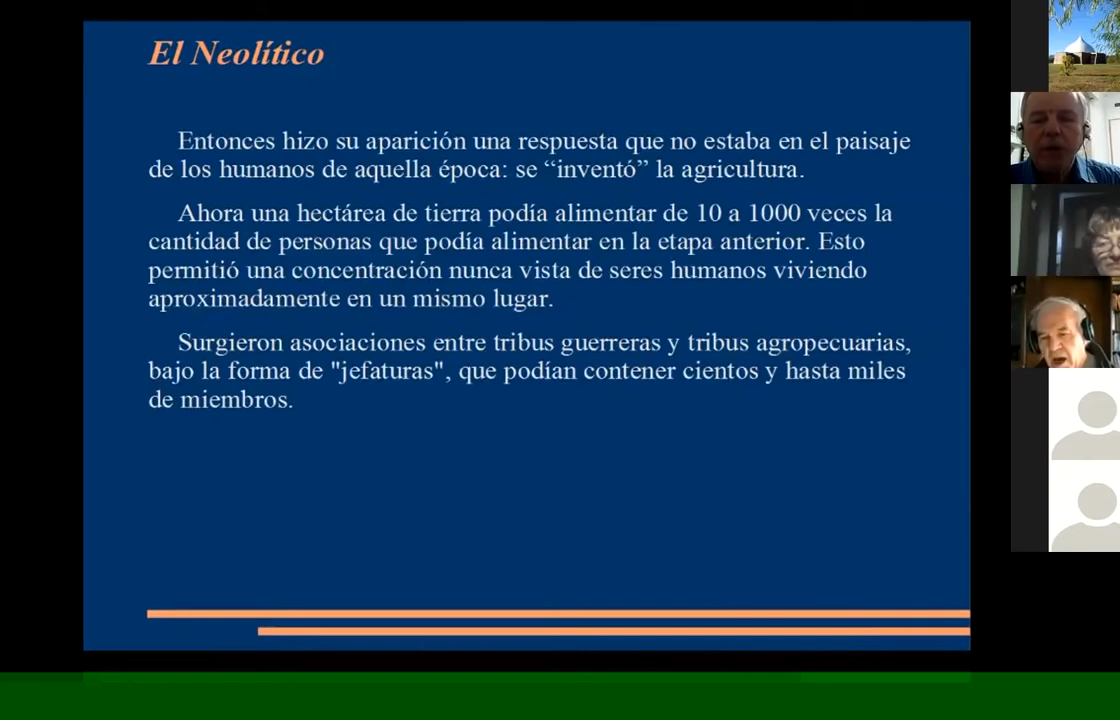 El Neolítico
Entonces hizo su aparición una respuesta que no estaba en el paisaje
de los humanos de aquella época: se “inventó” la agricultura.
Ahora una hectárea de tierra podía alimentar de 10 a 1000 veces la
cantidad de personas que podía alimentar en la etapa anterior. Esto
permitió una concentración nunca vista de seres humanos viviendo
aproximadamente en un mismo lugar.
Surgieron asociaciones entre tribus guerreras y tribus agropecuarias,
bajo la forma de "jefaturas", que podían contener cientos y hasta miles
de miembros.